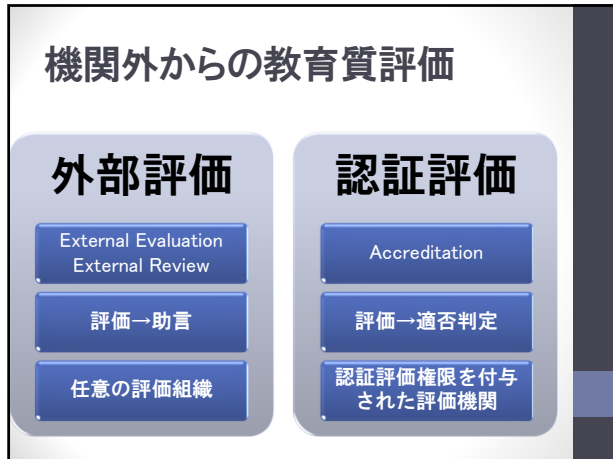 機関外からの教育質評価
外部評価
External Evaluation
External Review
評価→助言
任意の評価組織
認証評価
Accreditation
評価→適否判定
認証評価権限を付与
された評価機関